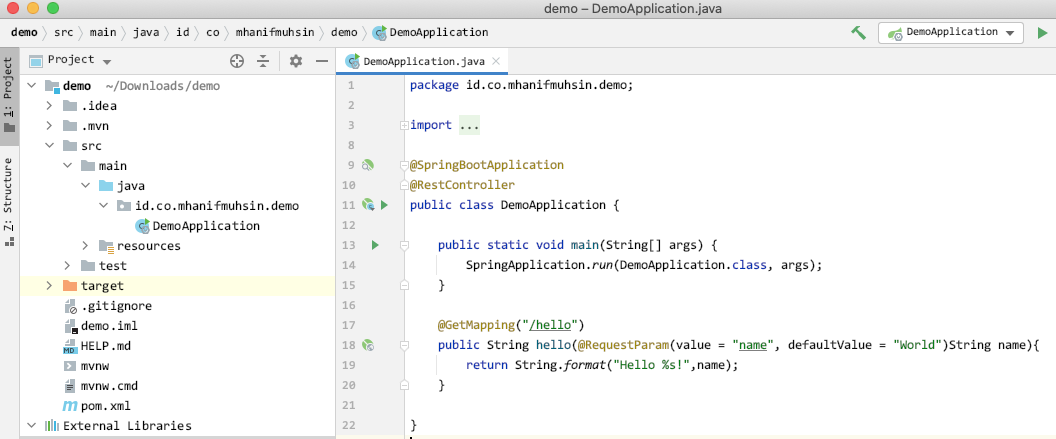 demo – DemoApplication.java
demo src main java id co mhanifmuhsin demo DemoApplication
DemoApplication
1: Project
Z: Structure
Project
demo ~/Downloads/demo
.idea
.mvn
src
main
java
id.co.mhanifmuhsin.demo
DemoApplication
resources
test
target
.gitignore
demo.iml
HELP.md
mvnw
mvnw.cmd
pom.xml
External Libraries
DemoApplication.java
1 package id.co.mhanifmuhsin.demo;
2
3 import ...
8
9 @SpringBootApplication
10 @RestController
11 public class DemoApplication {
12
13 public static void main(String[] args) {
14 SpringApplication.run(DemoApplication.class, args);
15 }
16
17 @GetMapping("/hello")
18 public String hello(@RequestParam(value = "name", defaultValue = "World")String name){
19 return String.format("Hello %s!",name);
20 }
21
22 }